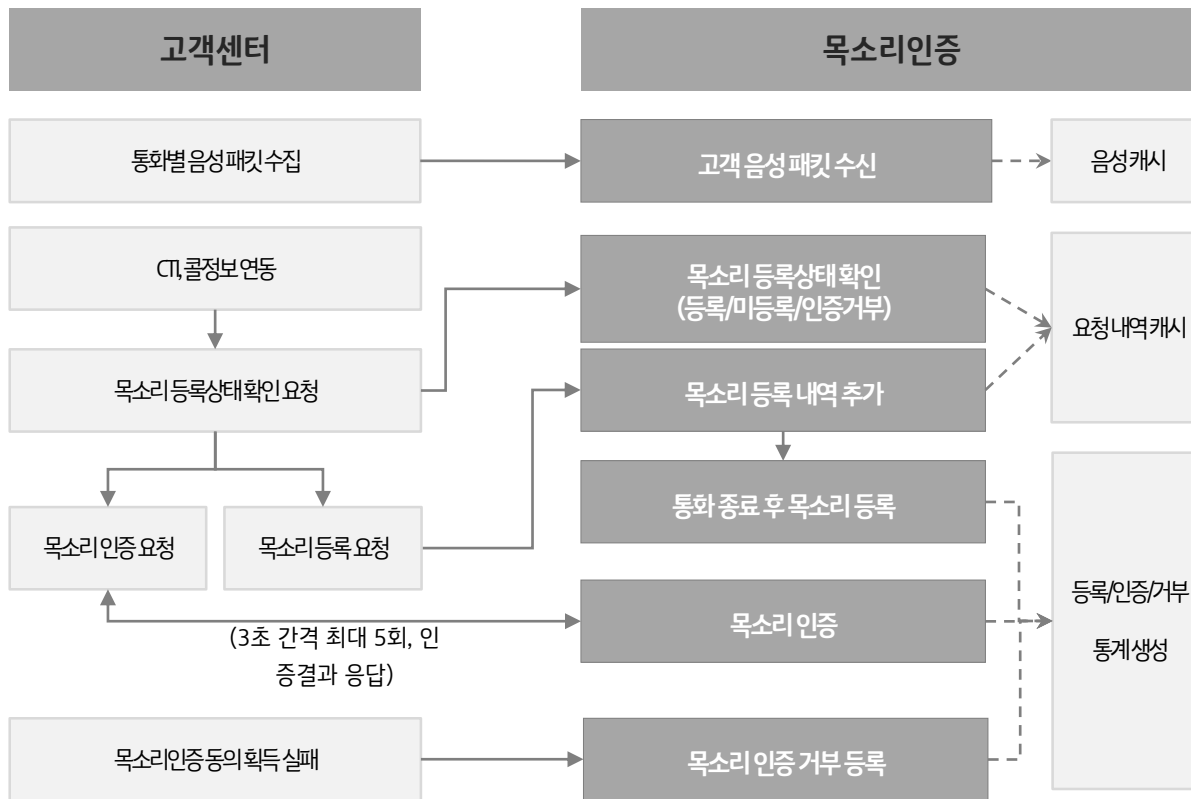 고객센터
목소리인증
통화별 음성 패킷 수집
고객 음성 패킷 수신
음성 캐시
CTI, 콜정보 연동
목소리 등록상태 확인
(등록/미등록/인증거부)
요청 내역 캐시
목소리 등록상태 확인 요청
목소리 등록 내역 추가
통화 종료 후 목소리 등록
목소리 인증 요청
목소리 등록 요청
등록/인증/거부
통계 생성
목소리 인증
(3초 간격 최대 5회, 인
증결과 응답)
목소리인증 동의 획득 실패
목소리 인증 거부 등록